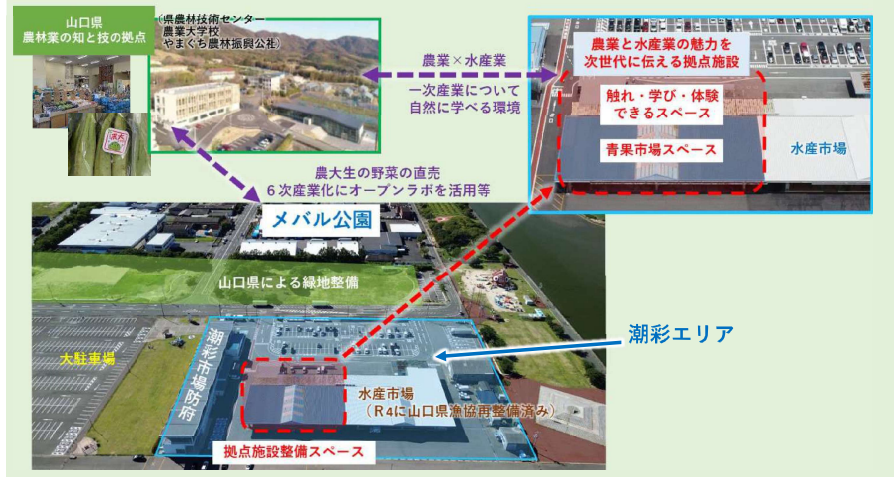 山口県
農林業の知と技の拠点
（県農林技術センター
農業大学校
やまぐち農林振興公社）
農業×水産業
一次産業について
自然に学べる環境
農業と水産業の魅力を
次世代に伝える拠点施設
触れ・学び・体験
できるスペース
青果市場スペース
水産市場
農大生の野菜の直売
６次産業化にオープンラボを活用等
メバル公園
山口県による緑地整備
潮彩エリア
大駐車場
潮彩市場防府
水産市場
（R4に山口県漁協再整備済み）
拠点施設整備スペース